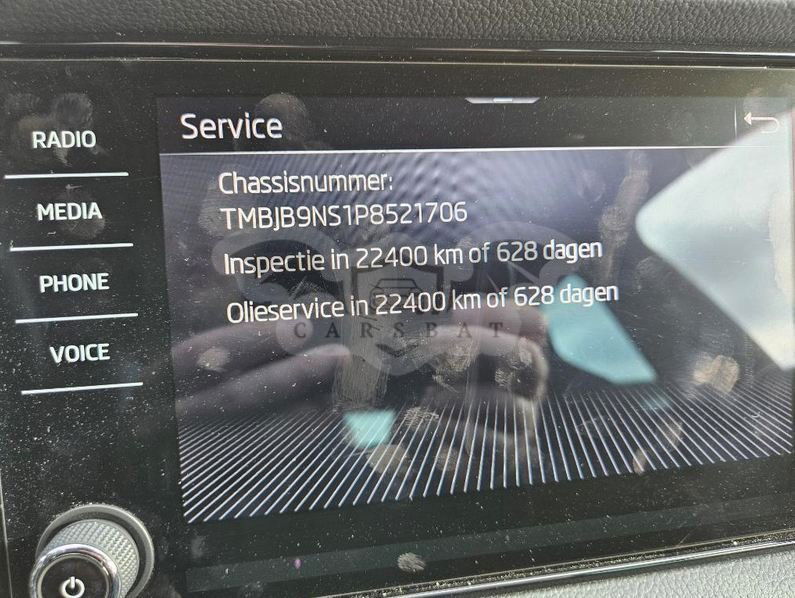 Service
RADIO
MEDIA
PHONE
VOICE
Chassisnummer:
TMBJB9NS1P8521706
Inspectie in 22400 km of 628 dagen
Olieservice in 22400 km of 628 dagen
CARSBAT